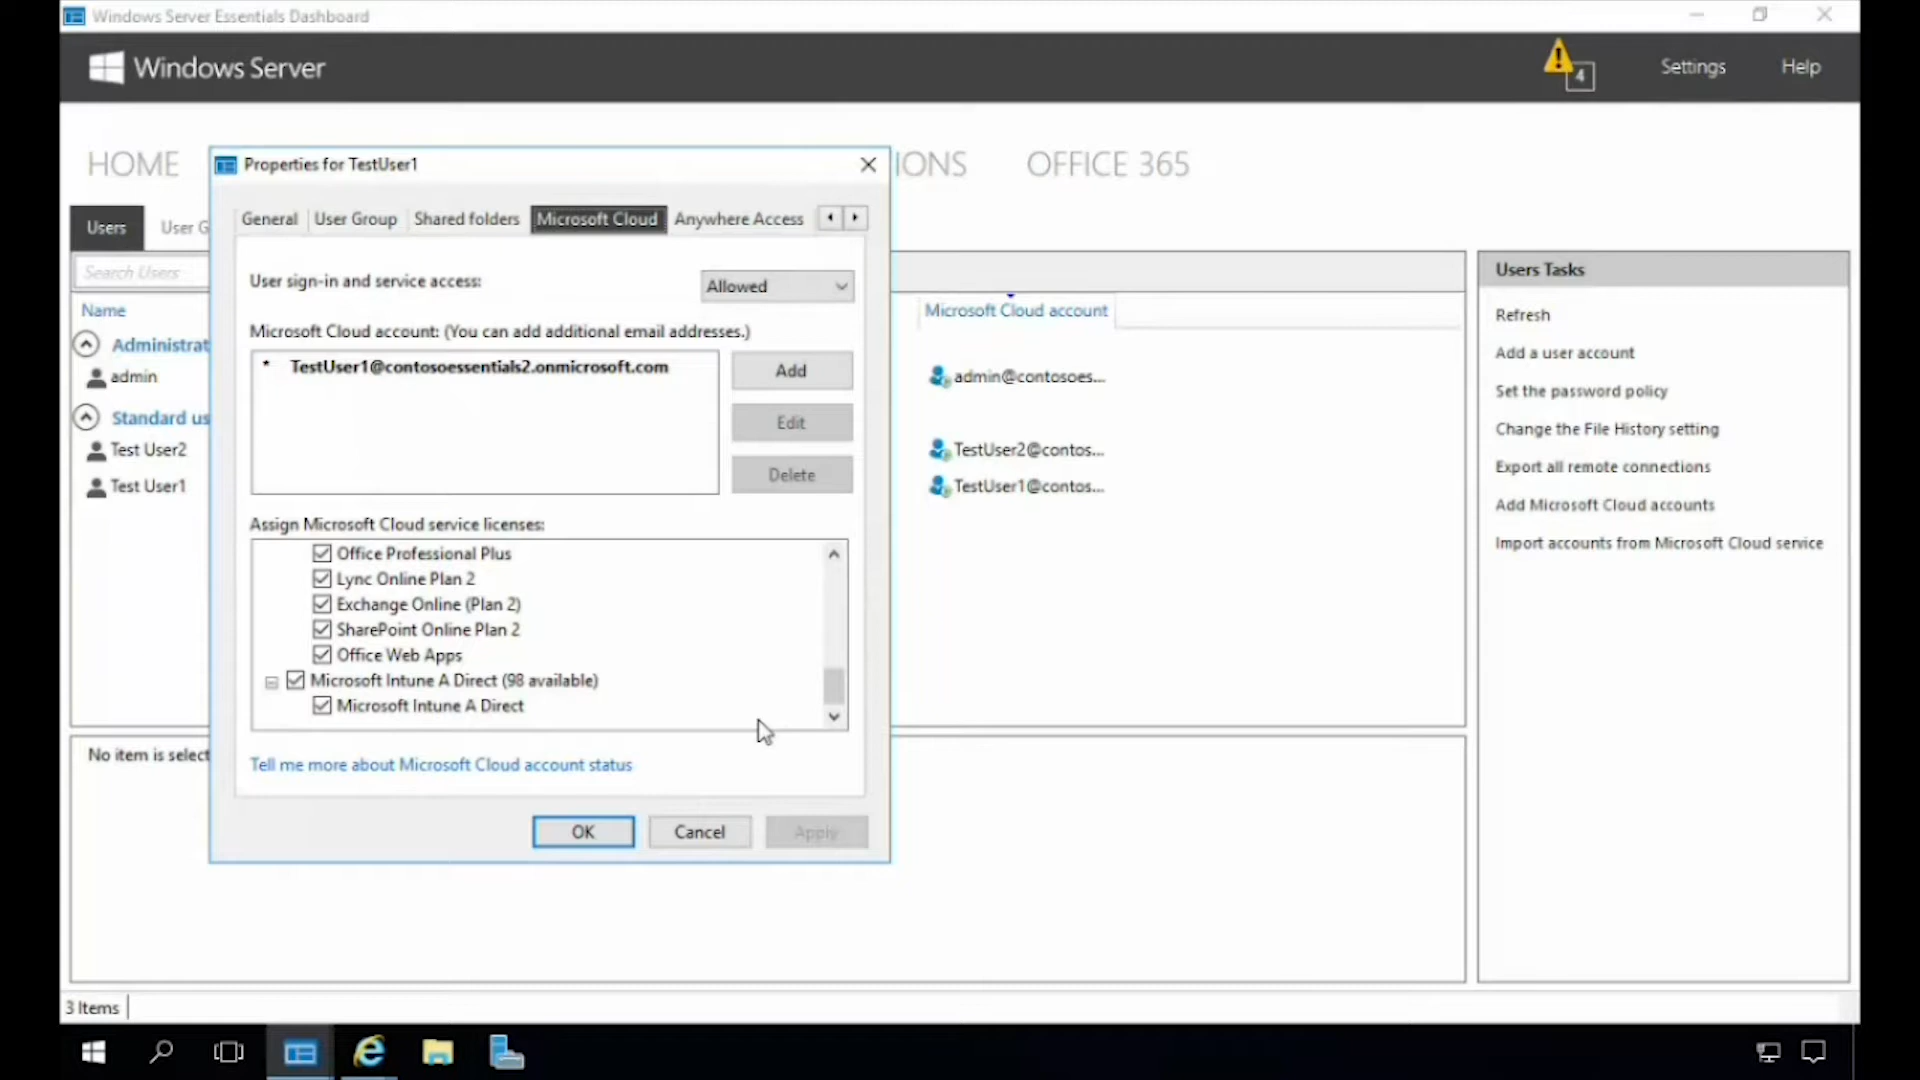 Windows Server Essentials Dashboard
Windows Server
4
Settings
Help
HOME
IONS
OFFICE 365
Properties for TestUser1
General
User Group
Shared folders
Microsoft Cloud
Anywhere Access
Users
User G
Search Users
Name
Administrat
admin
Standard us
Test User2
Test User1
User sign-in and service access:
Allowed
Microsoft Cloud account: (You can add additional email addresses.)
* TestUser1@contosoessentials2.onmicrosoft.com
Add
Edit
Delete
Assign Microsoft Cloud service licenses:
Office Professional Plus
Lync Online Plan 2
Exchange Online (Plan 2)
SharePoint Online Plan 2
Office Web Apps
Microsoft Intune A Direct (98 available)
Microsoft Intune A Direct
Tell me more about Microsoft Cloud account status
OK
Cancel
Apply
Microsoft Cloud account
admin@contosoes...
TestUser2@contos...
TestUser1@contos...
Users Tasks
Refresh
Add a user account
Set the password policy
Change the File History setting
Export all remote connections
Add Microsoft Cloud accounts
Import accounts from Microsoft Cloud service
No item is select
3 Items